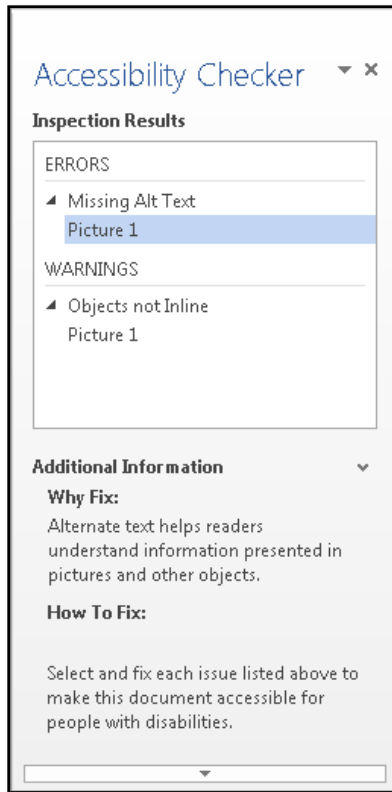 Accessibility Checker
Inspection Results
ERRORS
Missing Alt Text
Picture 1
WARNINGS
Objects not Inline
Picture 1
Additional Information
Why Fix:
Alternate text helps readers
understand information presented in
pictures and other objects.
How To Fix:
Select and fix each issue listed above to
make this document accessible for
people with disabilities.